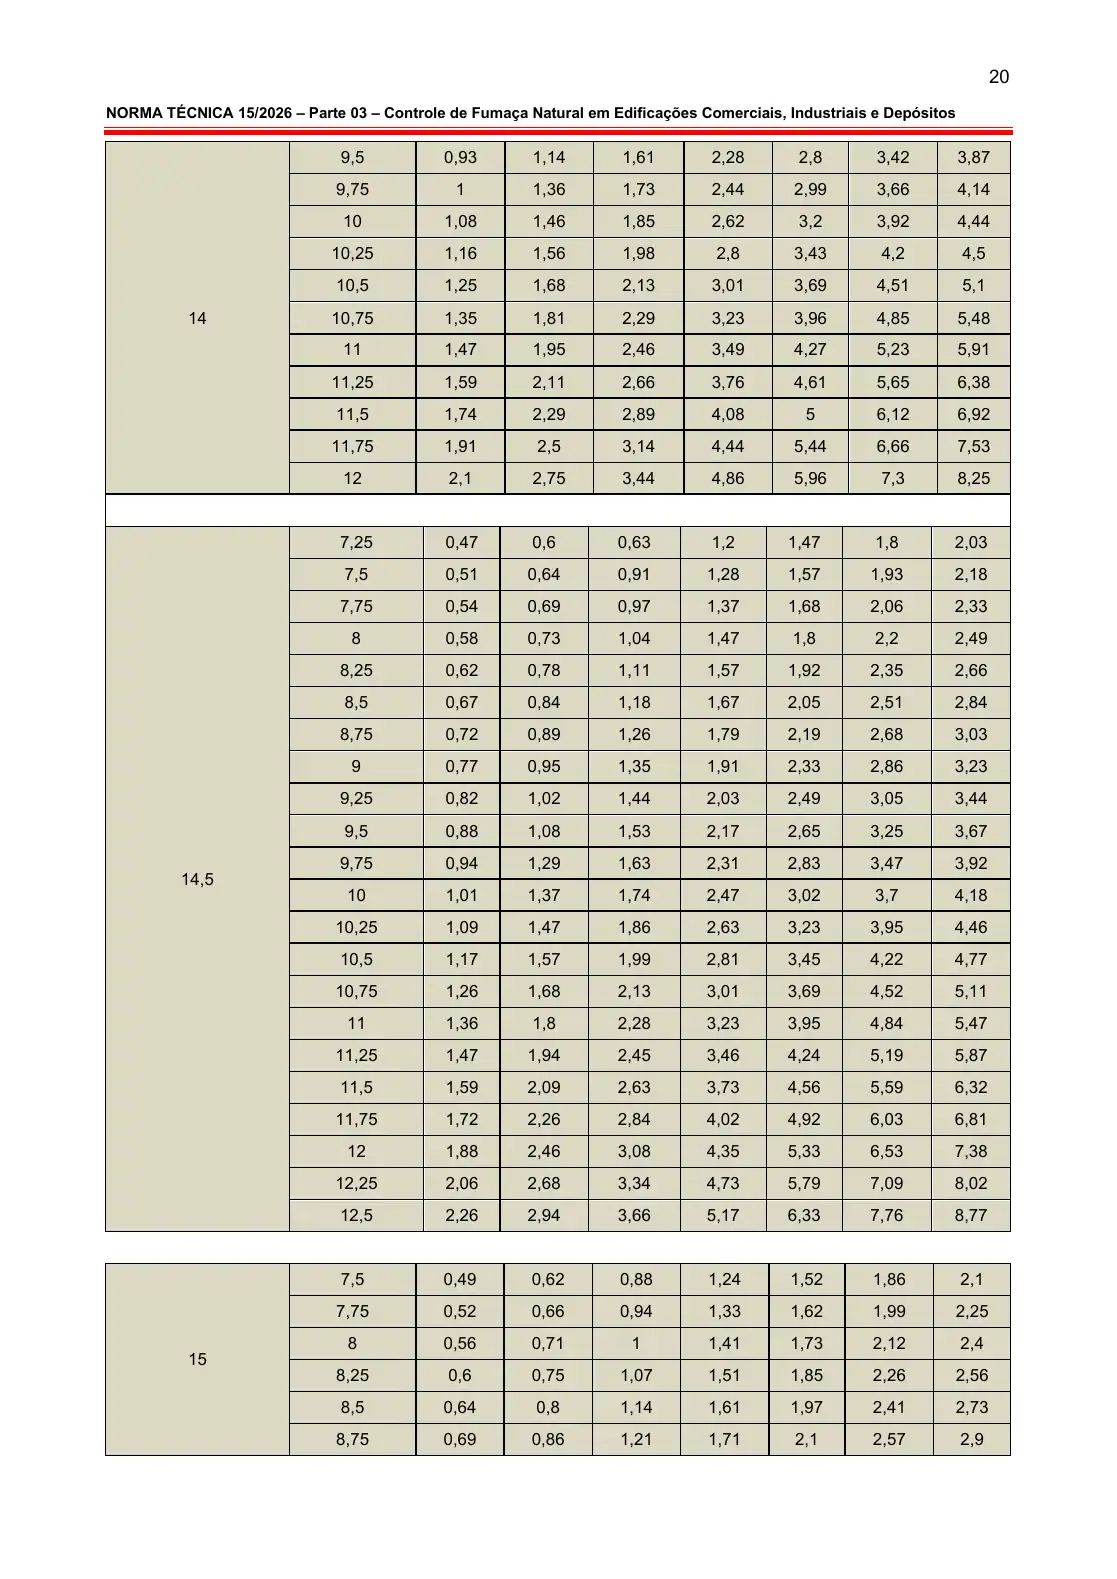 20
NORMA TÉCNICA 15/2026 – Parte 03 – Controle de Fumaça Natural em Edificações Comerciais, Industriais e Depósitos
9,5 0,93 1,14 1,61 2,28 2,8 3,42 3,87
9,75 1 1,36 1,73 2,44 2,99 3,66 4,14
10 1,08 1,46 1,85 2,62 3,2 3,92 4,44
10,25 1,16 1,56 1,98 2,8 3,43 4,2 4,5
10,5 1,25 1,68 2,13 3,01 3,69 4,51 5,1
14 10,75 1,35 1,81 2,29 3,23 3,96 4,85 5,48
11 1,47 1,95 2,46 3,49 4,27 5,23 5,91
11,25 1,59 2,11 2,66 3,76 4,61 5,65 6,38
11,5 1,74 2,29 2,89 4,08 5 6,12 6,92
11,75 1,91 2,5 3,14 4,44 5,44 6,66 7,53
12 2,1 2,75 3,44 4,86 5,96 7,3 8,25
7,25 0,47 0,6 0,63 1,2 1,47 1,8 2,03
7,5 0,51 0,64 0,91 1,28 1,57 1,93 2,18
7,75 0,54 0,69 0,97 1,37 1,68 2,06 2,33
8 0,58 0,73 1,04 1,47 1,8 2,2 2,49
8,25 0,62 0,78 1,11 1,57 1,92 2,35 2,66
8,5 0,67 0,84 1,18 1,67 2,05 2,51 2,84
8,75 0,72 0,89 1,26 1,79 2,19 2,68 3,03
9 0,77 0,95 1,35 1,91 2,33 2,86 3,23
9,25 0,82 1,02 1,44 2,03 2,49 3,05 3,44
9,5 0,88 1,08 1,53 2,17 2,65 3,25 3,67
9,75 0,94 1,29 1,63 2,31 2,83 3,47 3,92
14,5
10 1,01 1,37 1,74 2,47 3,02 3,7 4,18
10,25 1,09 1,47 1,86 2,63 3,23 3,95 4,46
10,5 1,17 1,57 1,99 2,81 3,45 4,22 4,77
10,75 1,26 1,68 2,13 3,01 3,69 4,52 5,11
11 1,36 1,8 2,28 3,23 3,95 4,84 5,47
11,25 1,47 1,94 2,45 3,46 4,24 5,19 5,87
11,5 1,59 2,09 2,63 3,73 4,56 5,59 6,32
11,75 1,72 2,26 2,84 4,02 4,92 6,03 6,81
12 1,88 2,46 3,08 4,35 5,33 6,53 7,38
12,25 2,06 2,68 3,34 4,73 5,79 7,09 8,02
12,5 2,26 2,94 3,66 5,17 6,33 7,76 8,77
7,5 0,49 0,62 0,88 1,24 1,52 1,86 2,1
7,75 0,52 0,66 0,94 1,33 1,62 1,99 2,25
8 0,56 0,71 1 1,41 1,73 2,12 2,4
15
8,25 0,6 0,75 1,07 1,51 1,85 2,26 2,56
8,5 0,64 0,8 1,14 1,61 1,97 2,41 2,73
8,75 0,69 0,86 1,21 1,71 2,1 2,57 2,9